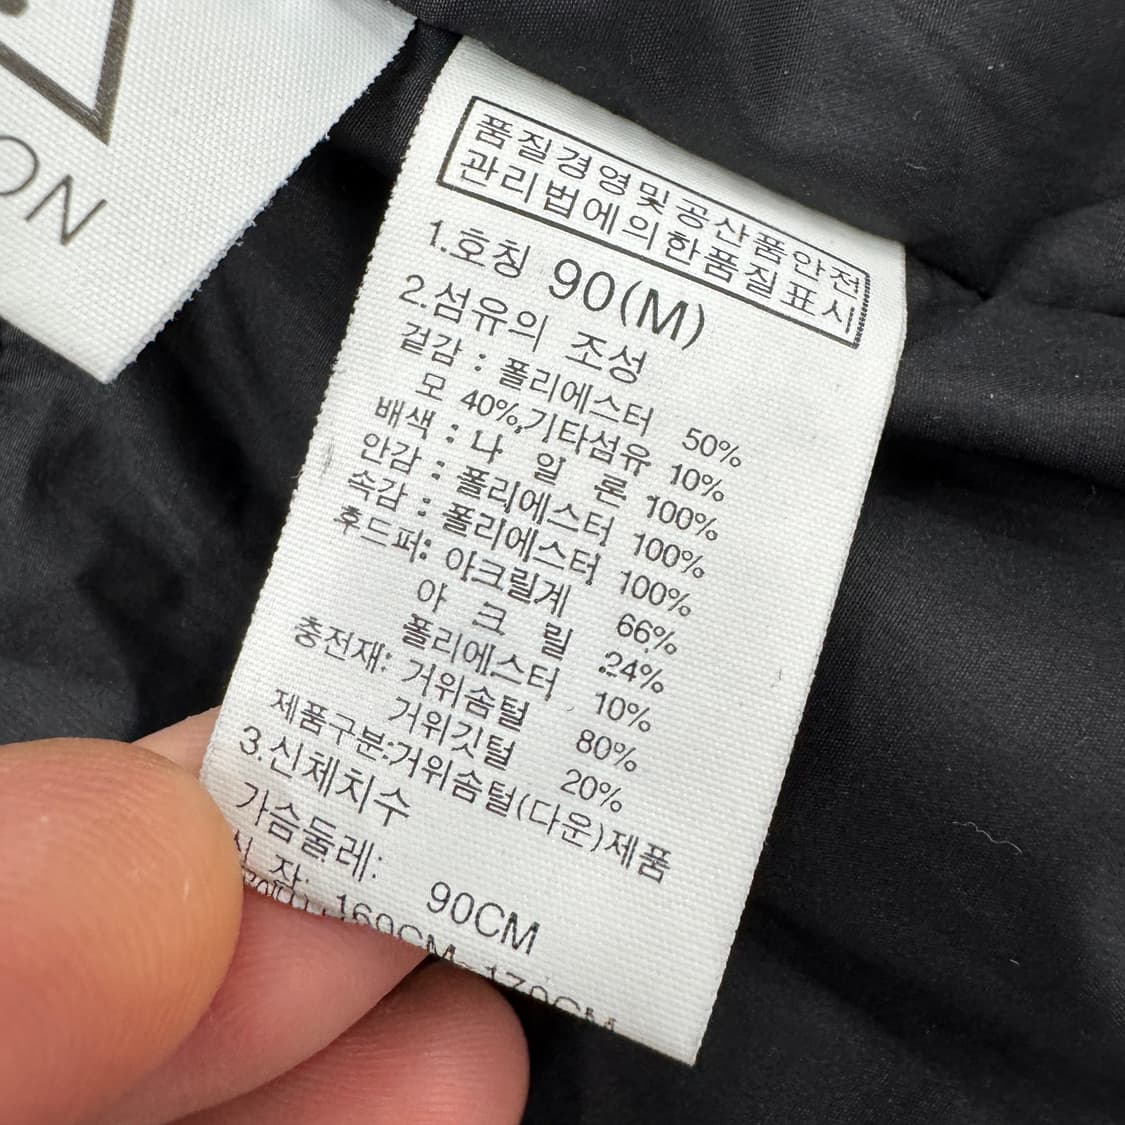 ON
품질경영및공산품안전
관리법에의한품질표시
1.호칭 90(M)
2.섬유의 조성
겉감 : 폴리에스터 50%
모 40%,기타섬유 10%
배색 : 나 일 론 100%
안감 : 폴리에스터 100%
속감 : 폴리에스터 100%
후드퍼: 아크릴계 66%
아 크 릴 24%
폴리에스터 10%
충전재: 거위솜털 80%
거위깃털 20%
제품구분:거위솜털(다운)제품
3.신체치수
가슴둘레: 90CM
신 장: 160CM~170CM